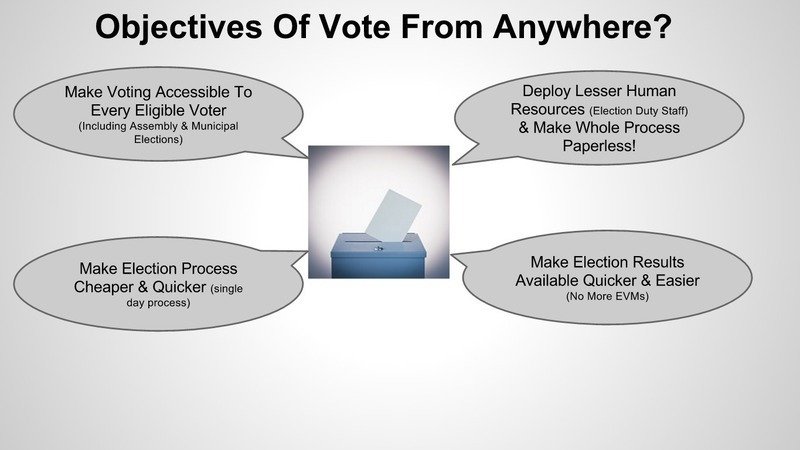 Objectives Of Vote From Anywhere?
Make Voting Accessible To
Every Eligible Voter
(Including Assembly & Municipal
Elections)
Deploy Lesser Human
Resources (Election Duty Staff)
& Make Whole Process
Paperless!
Make Election Process
Cheaper & Quicker (single
day process)
Make Election Results
Available Quicker & Easier
(No More EVMs)